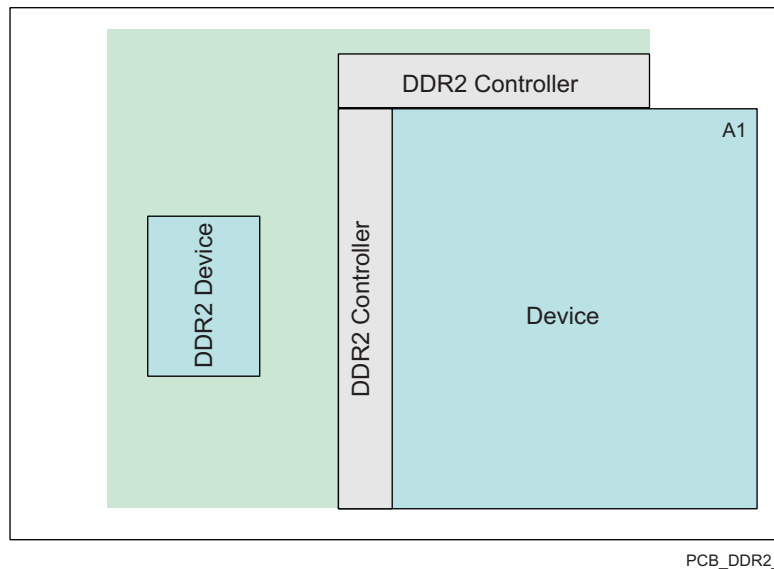 DDR2 Controller
A1
DDR2 Device
DDR2 Controller
Device
PCB_DDR2_